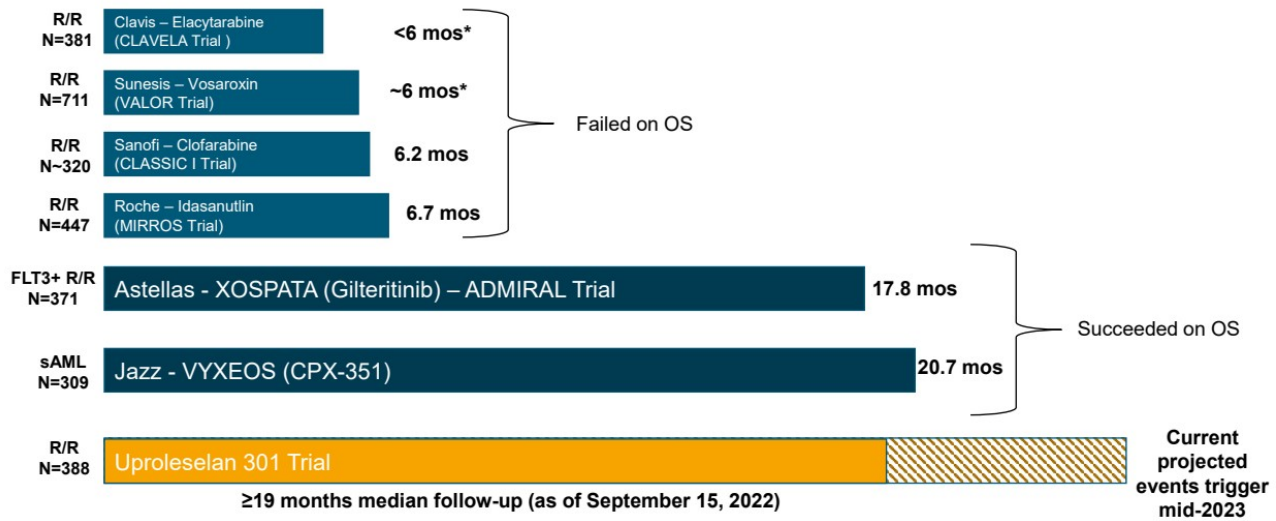 R/R
N=381
Clavis – Elacytarabine
(CLAVELA Trial )
<6 mos*
R/R
N=711
Sunesis – Vosaroxin
(VALOR Trial)
~6 mos*
Failed on OS
R/R
N~320
Sanofi – Clofarabine
(CLASSIC I Trial)
6.2 mos
R/R
N=447
Roche – Idasanutlin
(MIRROS Trial)
6.7 mos
FLT3+ R/R
N=371
Astellas - XOSPATA (Gilteritinib) – ADMIRAL Trial
17.8 mos
Succeeded on OS
sAML
N=309
Jazz - VYXEOS (CPX-351)
20.7 mos
R/R
N=388
Uproleselan 301 Trial
Current
projected
events trigger
mid-2023
≥19 months median follow-up (as of September 15, 2022)